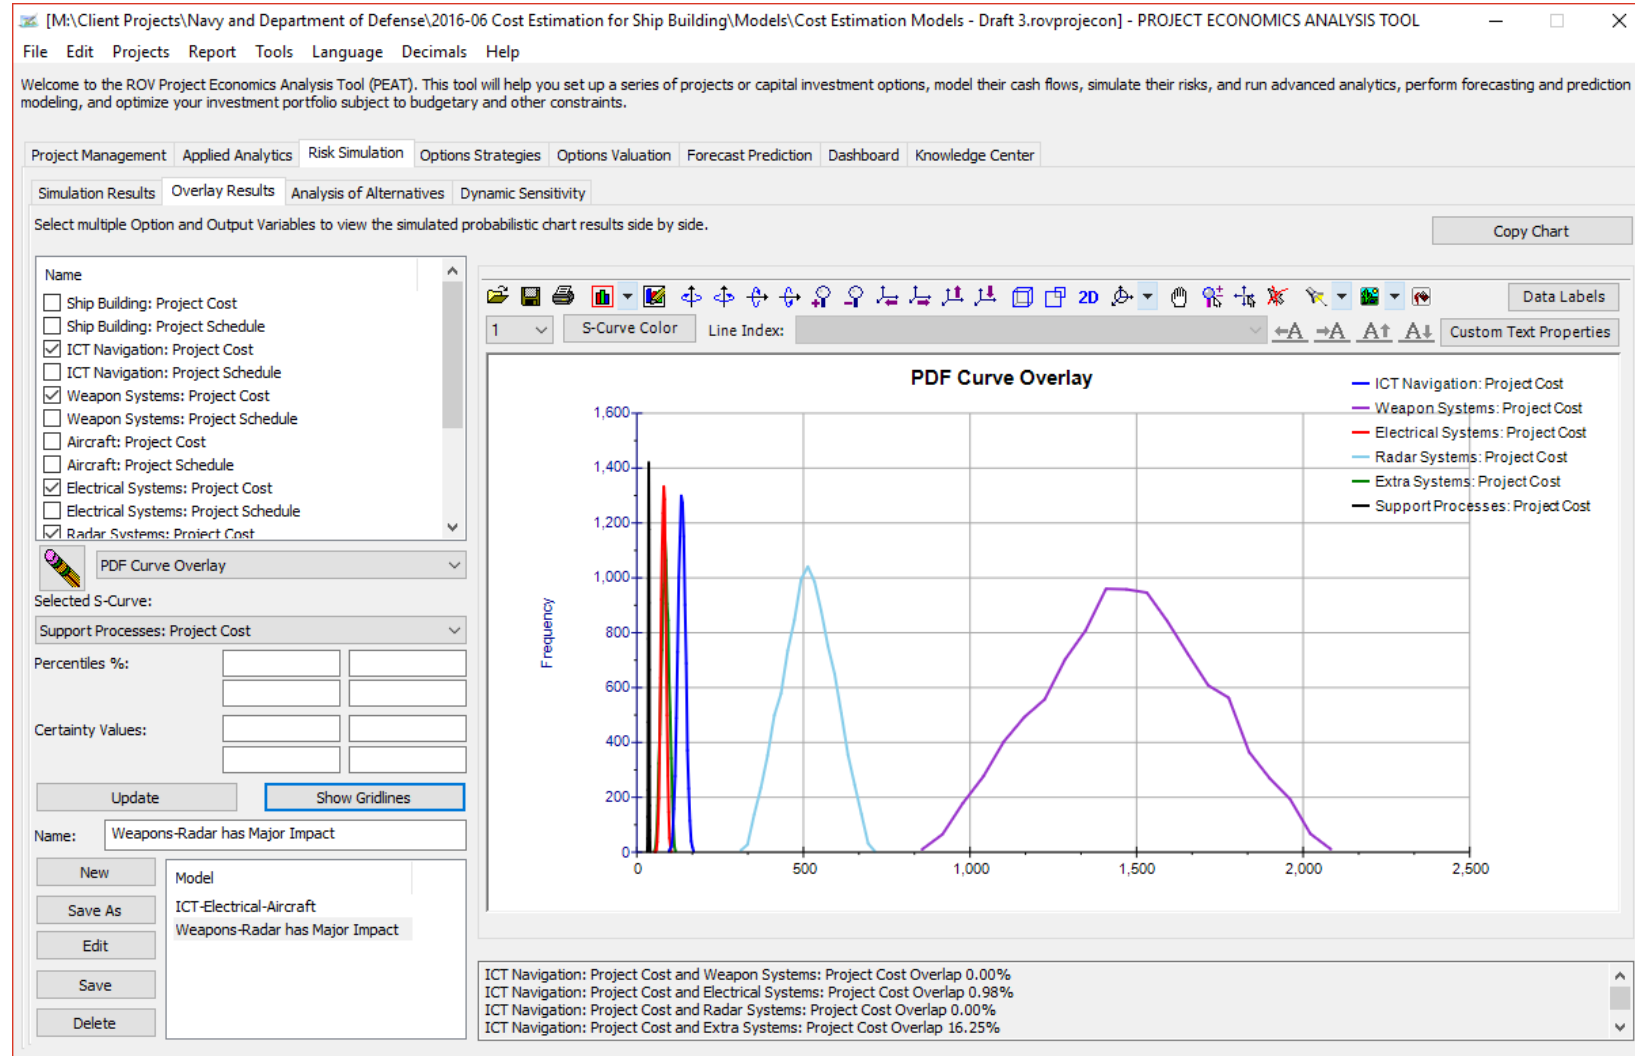 [M:\Client Projects\Navy and Department of Defense\2016-06 Cost Estimation for Ship Building\Models\Cost Estimation Models - Draft 3.rovprojecon] - PROJECT ECONOMICS ANALYSIS TOOL
File Edit Projects Report Tools Language Decimals Help
Welcome to the ROV Project Economics Analysis Tool (PEAT). This tool will help you set up a series of projects or capital investment options, model their cash flows, simulate their risks, and run advanced analytics, perform forecasting and prediction
modeling, and optimize your investment portfolio subject to budgetary and other constraints.
Project Management Applied Analytics Risk Simulation Options Strategies Options Valuation Forecast Prediction Dashboard Knowledge Center
Simulation Results Overlay Results Analysis of Alternatives Dynamic Sensitivity
Select multiple Option and Output Variables to view the simulated probabilistic chart results side by side.
Copy Chart
Name
Ship Building: Project Cost
Ship Building: Project Schedule
ICT Navigation: Project Cost
ICT Navigation: Project Schedule
Weapon Systems: Project Cost
Weapon Systems: Project Schedule
Aircraft: Project Cost
Aircraft: Project Schedule
Electrical Systems: Project Cost
Electrical Systems: Project Schedule
Radar Systems: Project Cost
PDF Curve Overlay
Selected S-Curve:
Support Processes: Project Cost
Percentiles %:
Certainty Values:
Update Show Gridlines
Name: Weapons-Radar has Major Impact
New
Save As
Edit
Save
Delete
Model
ICT-Electrical-Aircraft
Weapons-Radar has Major Impact
2D
Data Labels
1 S-Curve Color Line Index: A A A A Custom Text Properties
PDF Curve Overlay
ICT Navigation: Project Cost
Weapon Systems: Project Cost
Electrical Systems: Project Cost
Radar Systems: Project Cost
Extra Systems: Project Cost
Support Processes: Project Cost
Frequency
1,600
1,400
1,200
1,000
800
600
400
200
0
0 500 1,000 1,500 2,000 2,500
ICT Navigation: Project Cost and Weapon Systems: Project Cost Overlap 0.00%
ICT Navigation: Project Cost and Electrical Systems: Project Cost Overlap 0.98%
ICT Navigation: Project Cost and Radar Systems: Project Cost Overlap 0.00%
ICT Navigation: Project Cost and Extra Systems: Project Cost Overlap 16.25%